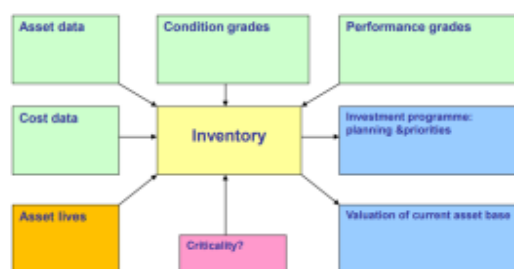 Asset data
Condition grades
Performance grades
Cost data
Inventory
Investment programme:
planning &priorities
Asset lives
Criticality?
Valuation of current asset base